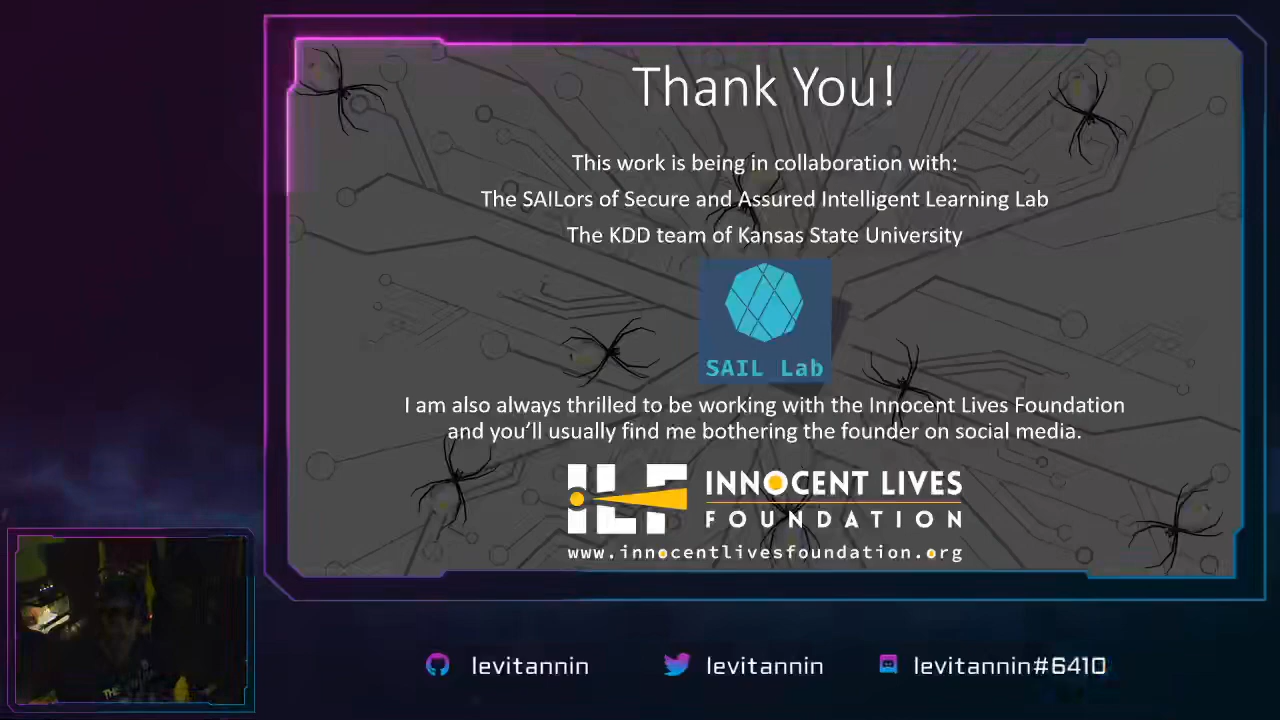 Thank You!
This work is being in collaboration with:
The SAILors of Secure and Assured Intelligent Learning Lab
The KDD team of Kansas State University
SAIL Lab
I am also always thrilled to be working with the Innocent Lives Foundation
and you'll usually find me bothering the founder on social media.
ILF
INNOCENT LIVES
FOUNDATION
www.innocentlivesfoundation.org
levitannin
levitannin
levitannin#6410